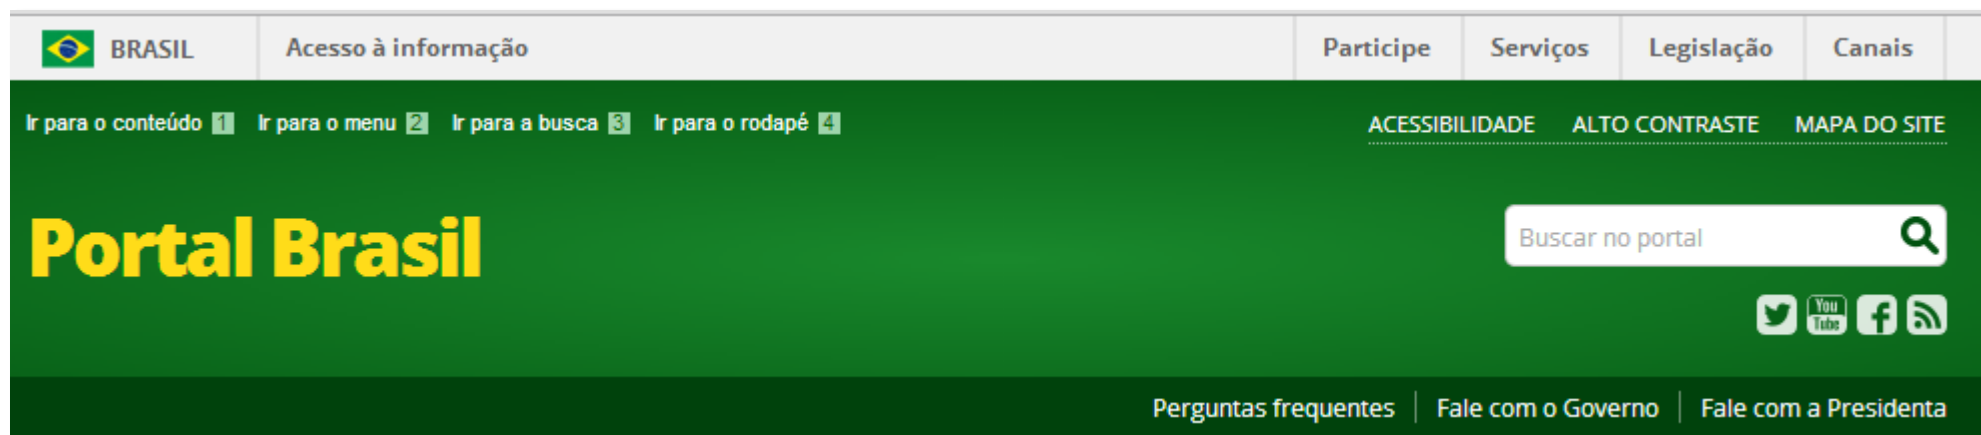 BRASIL Acesso à informação Participe Serviços Legislação Canais
Ir para o conteúdo 1 Ir para o menu 2 Ir para a busca 3 Ir para o rodapé 4 ACESSIBILIDADE ALTO CONTRASTE MAPA DO SITE
Portal Brasil
Buscar no portal
You Tube
Perguntas frequentes | Fale com o Governo | Fale com a Presidenta